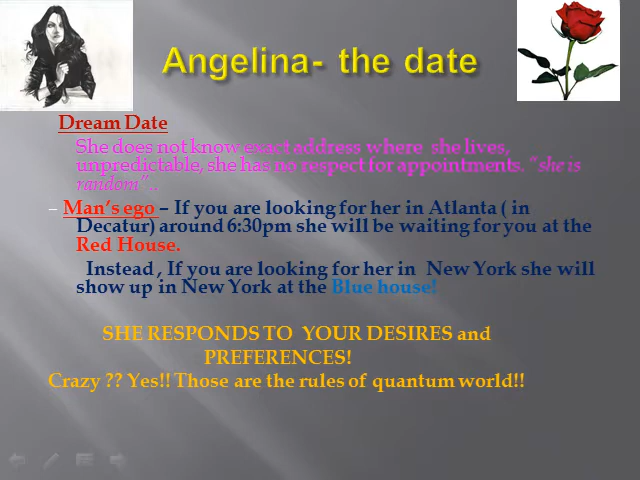 Angelina- the date
Dream Date
She does not know exact address where she lives,
unpredictable, she has no respect for appointments. “she is
random”..
– Man’s ego – If you are looking for her in Atlanta ( in
Decatur) around 6:30pm she will be waiting for you at the
Red House.
Instead , If you are looking for her in New York she will
show up in New York at the Blue house!
SHE RESPONDS TO YOUR DESIRES and
PREFERENCES!
Crazy ?? Yes!! Those are the rules of quantum world!!